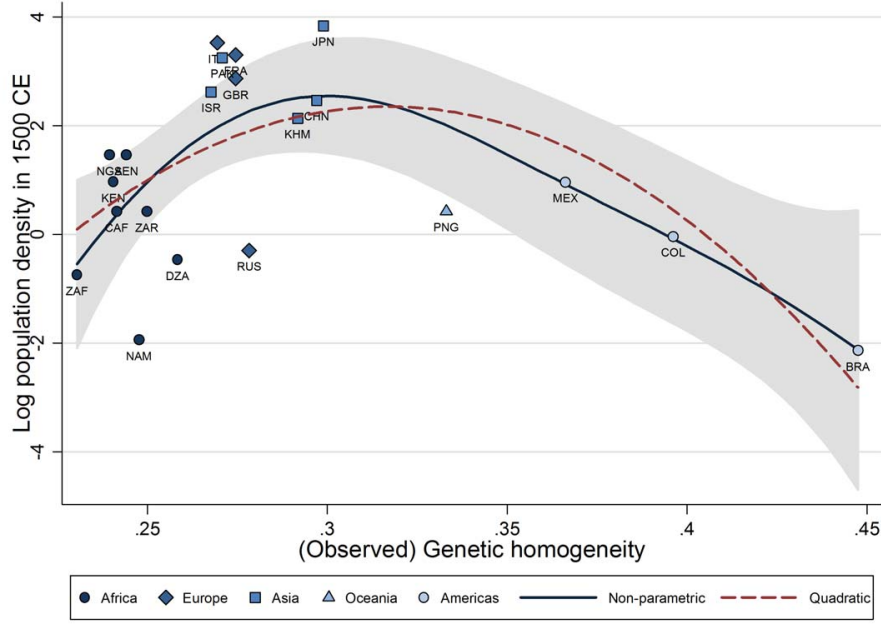 Log population density in 1500 CE
4
2
0
-2
-4
JPN
ITA
PAK
FRA
GBR
ISR
CHN
KHM
NGA
SEN
KEN
CAF
ZAR
MEX
PNG
COL
RUS
DZA
ZAF
NAM
BRA
.25 .3 .35 .4 .45
(Observed) Genetic homogeneity
Africa Europe Asia Oceania Americas Non-parametric Quadratic